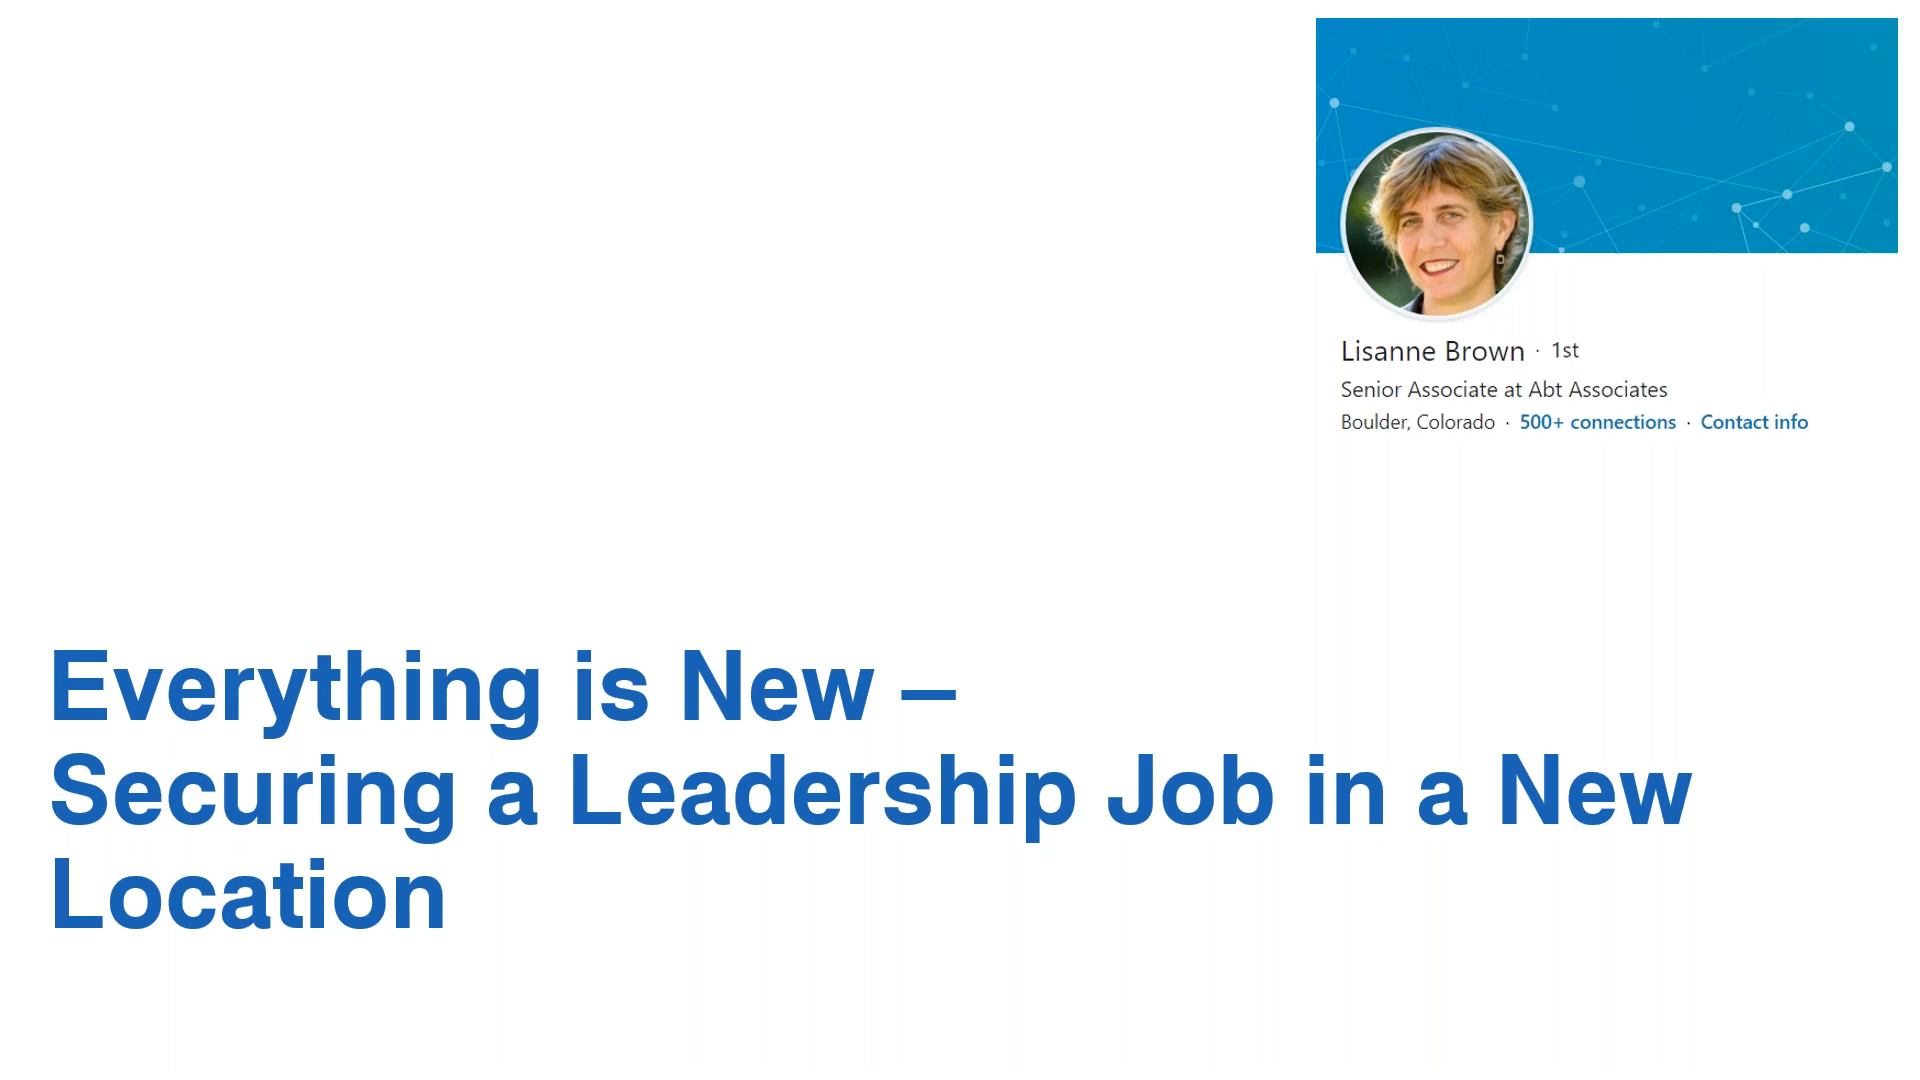 Lisanne Brown · 1st
Senior Associate at Abt Associates
Boulder, Colorado · 500+ connections · Contact info
Everything is New –
Securing a Leadership Job in a New
Location